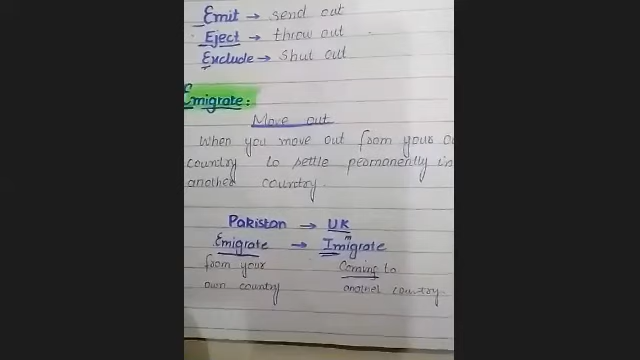 Emit → send out
Eject → throw out
Exclude → shut out
Emigrate:
Move out
When you move out from your
country to settle permanently in
another country.
Pakistan → UK
Emigrate → Immigrate
from your Coming to
own country another country